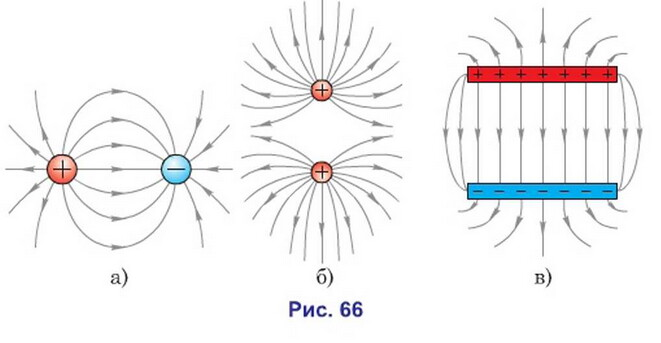 + −
+
+
+ + + + + + +
− − − − − − −
а) б) в)
Рис. 66